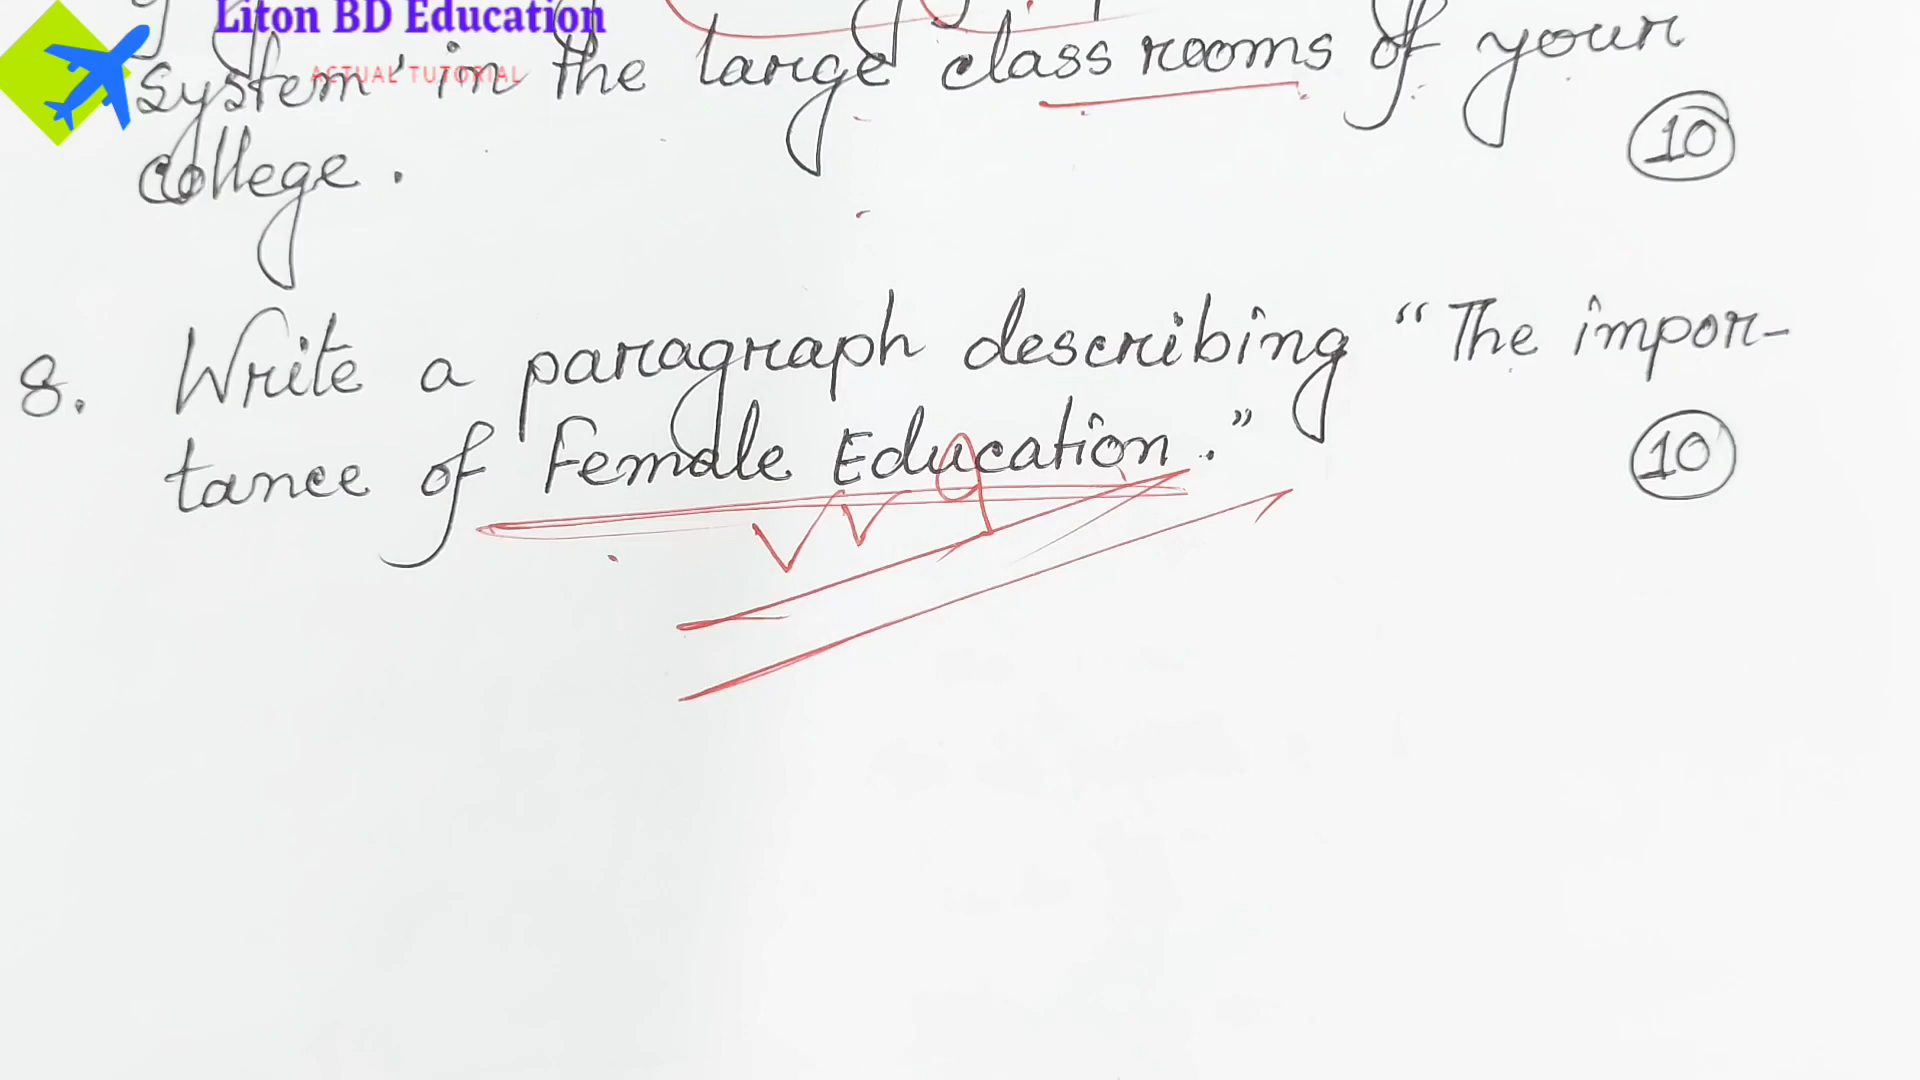 Liton BD Education
ACTUAL TUTORIAL
system' in the large class rooms of your
college.
10
8. Write a paragraph describing "The impor-
tance of Female Education."
10